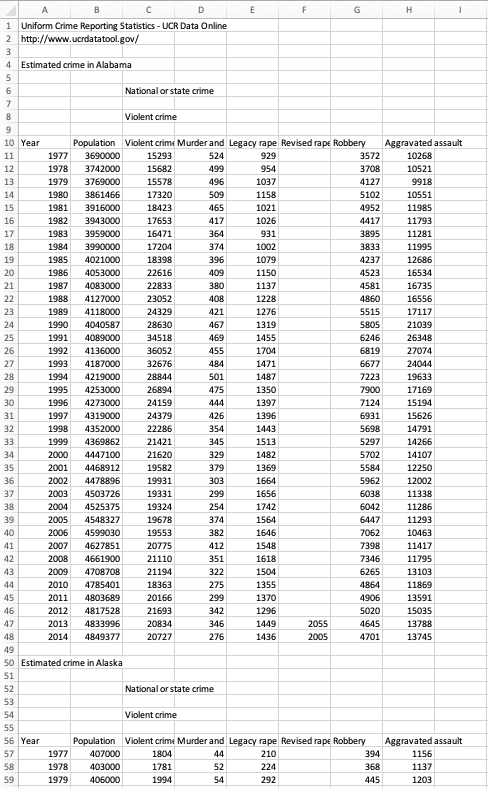 A B C D E F G H I
1 Uniform Crime Reporting Statistics - UCR Data Online
2 http://www.ucrdatatool.gov/
3
4 Estimated crime in Alabama
5
6 National or state crime
7
8 Violent crime
9
10 Year Population Violent crime Murder and Legacy rape Revised rape Robbery Aggravated assault
11 1977 3690000 15293 524 929 3572 10268
12 1978 3742000 15682 499 954 3708 10521
13 1979 3769000 15578 496 1037 4127 9918
14 1980 3861466 17320 509 1158 5102 10551
15 1981 3916000 18423 465 1021 4952 11985
16 1982 3943000 17653 417 1026 4417 11793
17 1983 3959000 16471 364 931 3895 11281
18 1984 3990000 17204 374 1002 3833 11995
19 1985 4021000 18398 396 1079 4237 12686
20 1986 4053000 22616 409 1150 4523 16534
21 1987 4083000 22833 380 1137 4581 16735
22 1988 4127000 23052 408 1228 4860 16556
23 1989 4118000 24329 421 1276 5515 17117
24 1990 4040587 28630 467 1319 5805 21039
25 1991 4089000 34518 469 1455 6246 26348
26 1992 4136000 36052 455 1704 6819 27074
27 1993 4187000 32676 484 1471 6677 24044
28 1994 4219000 28844 501 1487 7223 19633
29 1995 4253000 26894 475 1350 7900 17169
30 1996 4273000 24159 444 1397 7124 15194
31 1997 4319000 24379 426 1396 6931 15626
32 1998 4352000 22286 354 1443 5698 14791
33 1999 4369862 21421 345 1513 5297 14266
34 2000 4447100 21620 329 1482 5702 14107
35 2001 4468912 19582 379 1369 5584 12250
36 2002 4478896 19931 303 1664 5962 12002
37 2003 4503726 19331 299 1656 6038 11338
38 2004 4525375 19324 254 1742 6042 11286
39 2005 4548327 19678 374 1564 6447 11293
40 2006 4599030 19553 382 1646 7062 10463
41 2007 4627851 20775 412 1548 7398 11417
42 2008 4661900 21110 351 1618 7346 11795
43 2009 4708708 21194 322 1504 6265 13103
44 2010 4785401 18363 275 1355 4864 11869
45 2011 4803689 20166 299 1370 4906 13591
46 2012 4817528 21693 342 1296 5020 15035
47 2013 4833996 20834 346 1449 2055 4645 13788
48 2014 4849377 20727 276 1436 2005 4701 13745
49
50 Estimated crime in Alaska
51
52 National or state crime
53
54 Violent crime
55
56 Year Population Violent crime Murder and Legacy rape Revised rape Robbery Aggravated assault
57 1977 407000 1804 44 210 394 1156
58 1978 403000 1781 52 224 368 1137
59 1979 406000 1994 54 292 445 1203